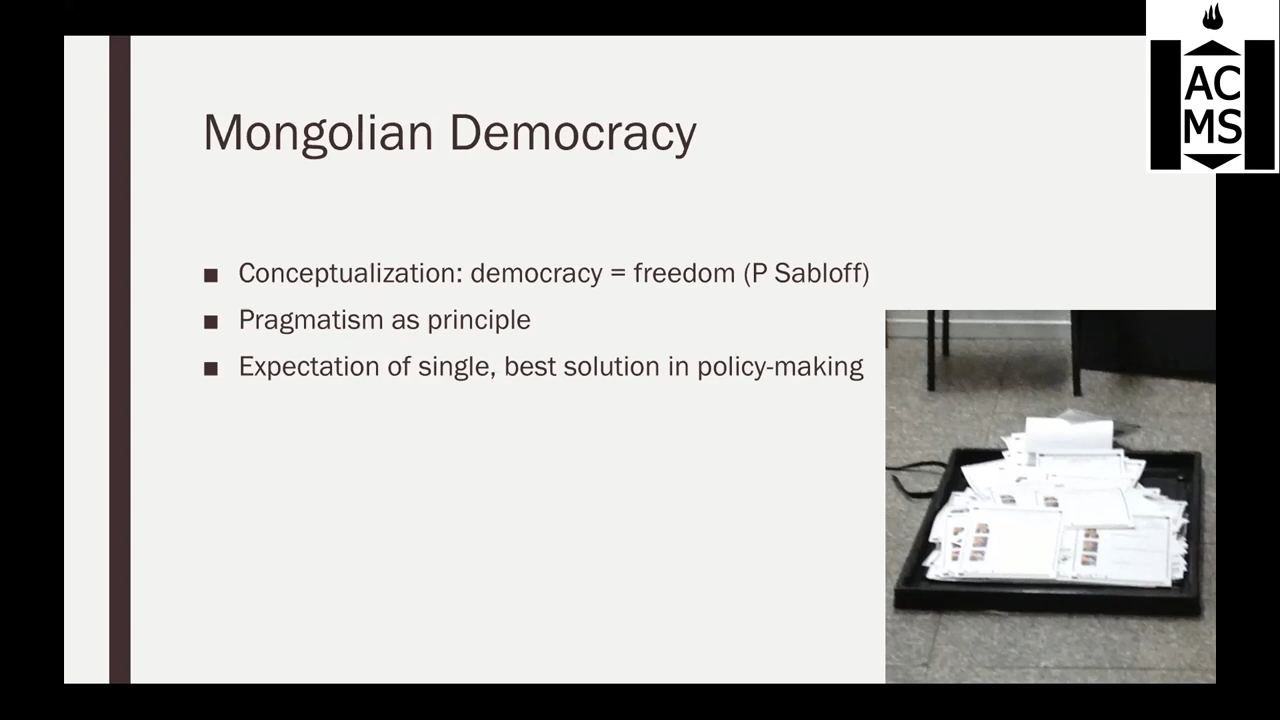 AC
MS
Mongolian Democracy
■ Conceptualization: democracy = freedom (P Sabloff)
■ Pragmatism as principle
■ Expectation of single, best solution in policy-making